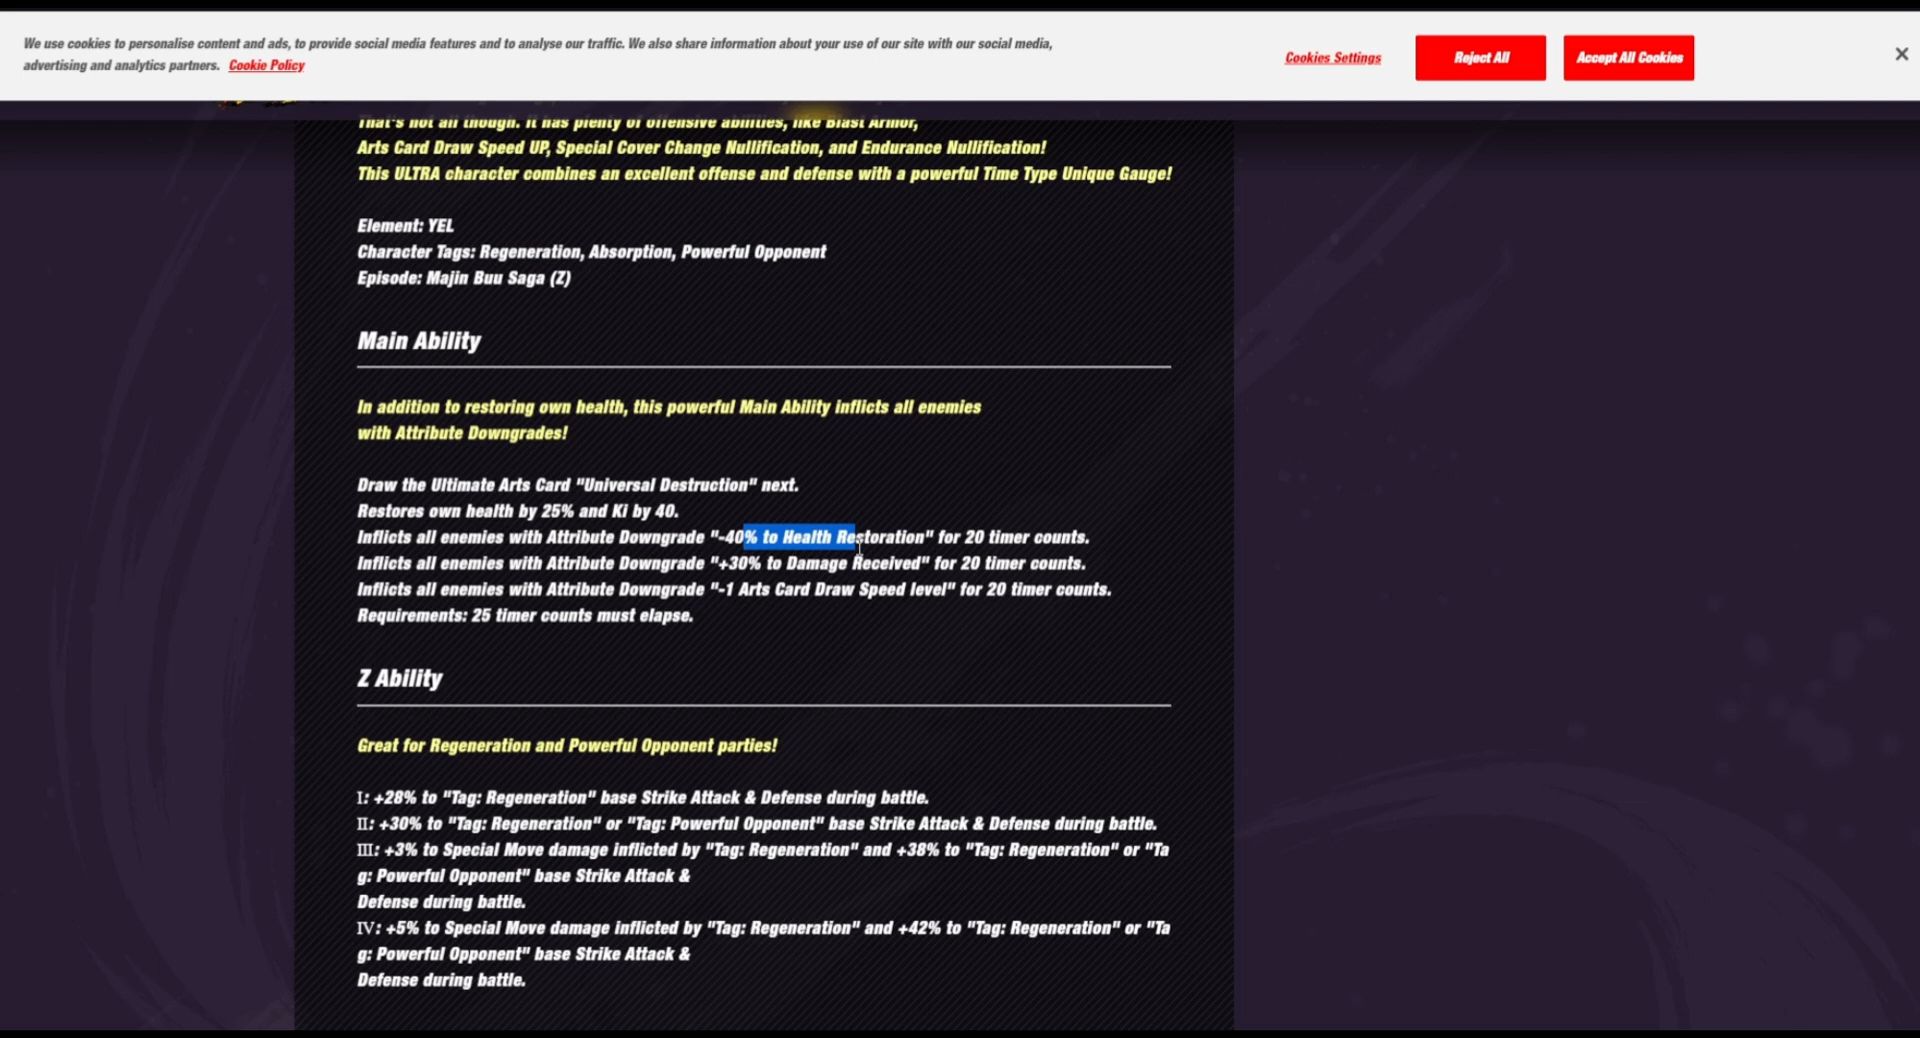 We use cookies to personalise content and ads, to provide social media features and to analyse our traffic. We also share information about your use of our site with our social media,
advertising and analytics partners. Cookie Policy
Cookies Settings
Reject All
Accept All Cookies
That's not all though. It has plenty of offensive abilities, like Blast Armor,
Arts Card Draw Speed UP, Special Cover Change Nullification, and Endurance Nullification!
This ULTRA character combines an excellent offense and defense with a powerful Time Type Unique Gauge!
Element: YEL
Character Tags: Regeneration, Absorption, Powerful Opponent
Episode: Majin Buu Saga (Z)
Main Ability
In addition to restoring own health, this powerful Main Ability inflicts all enemies
with Attribute Downgrades!
Draw the Ultimate Arts Card "Universal Destruction" next.
Restores own health by 25% and Ki by 40.
Inflicts all enemies with Attribute Downgrade "-40% to Health Restoration" for 20 timer counts.
Inflicts all enemies with Attribute Downgrade "+30% to Damage Received" for 20 timer counts.
Inflicts all enemies with Attribute Downgrade "-1 Arts Card Draw Speed level" for 20 timer counts.
Requirements: 25 timer counts must elapse.
Z Ability
Great for Regeneration and Powerful Opponent parties!
Ⅰ: +28% to "Tag: Regeneration" base Strike Attack & Defense during battle.
Ⅱ: +30% to "Tag: Regeneration" or "Tag: Powerful Opponent" base Strike Attack & Defense during battle.
Ⅲ: +3% to Special Move damage inflicted by "Tag: Regeneration" and +38% to "Tag: Regeneration" or "Ta
g: Powerful Opponent" base Strike Attack &
Defense during battle.
Ⅳ: +5% to Special Move damage inflicted by "Tag: Regeneration" and +42% to "Tag: Regeneration" or "Ta
g: Powerful Opponent" base Strike Attack &
Defense during battle.